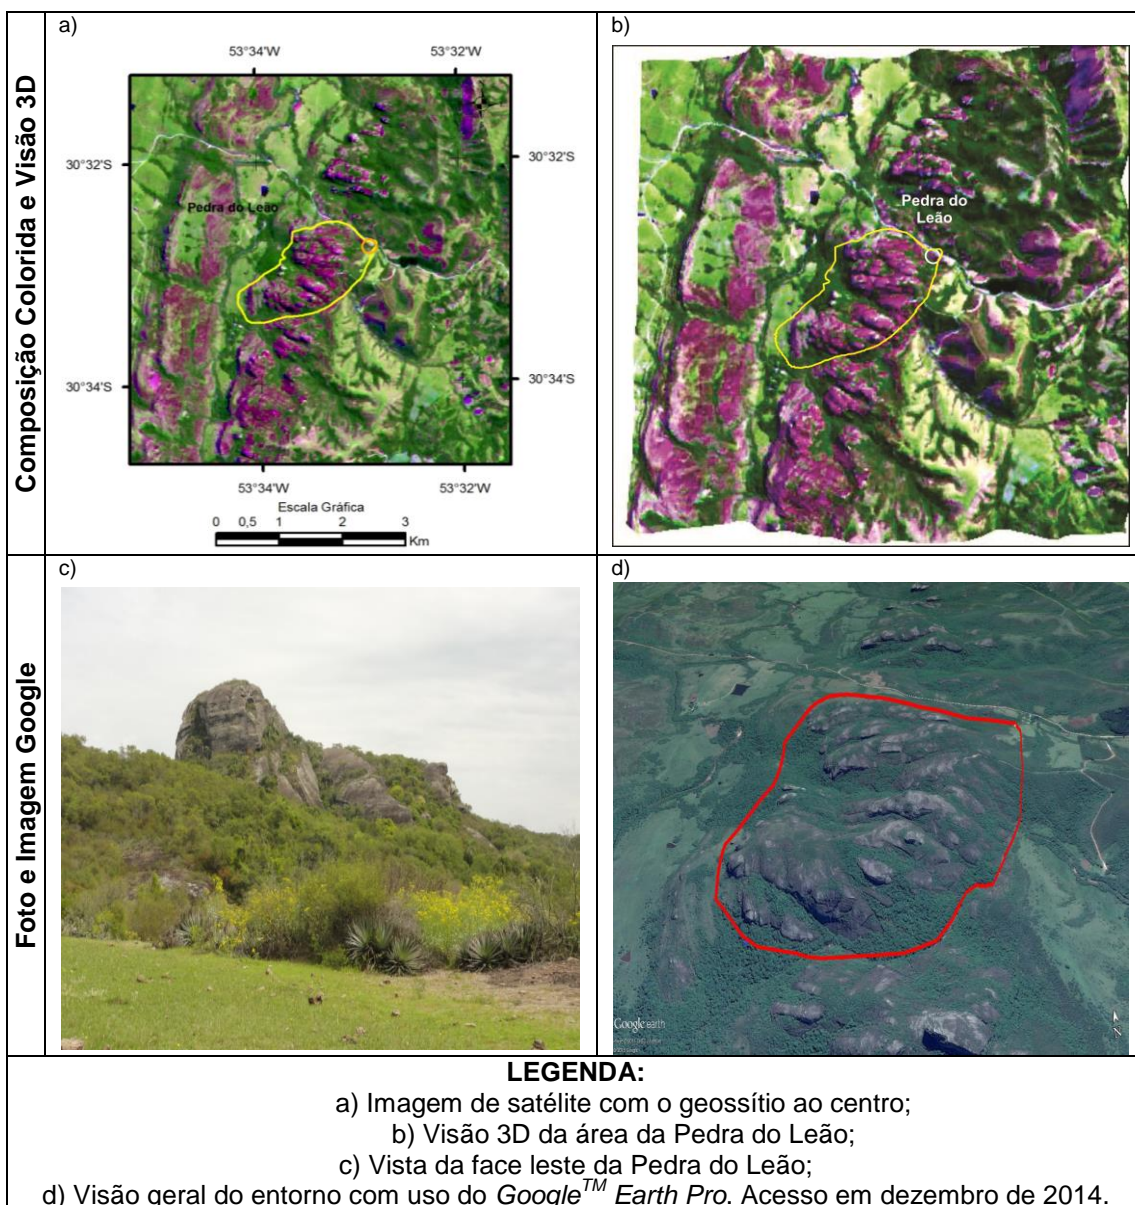 Composição Colorida e Visão 3D
a)
53°34'W 53°32'W
30°32'S 30°32'S
Pedra do Leão
30°34'S 30°34'S
53°34'W 53°32'W
Escala Gráfica
0 0,5 1 2 3
Km
b)
Pedra do
Leão
Foto e Imagem Google
c)
d)
Google earth
LEGENDA:
a) Imagem de satélite com o geossítio ao centro;
b) Visão 3D da área da Pedra do Leão;
c) Vista da face leste da Pedra do Leão;
d) Visão geral do entorno com uso do Google™ Earth Pro. Acesso em dezembro de 2014.